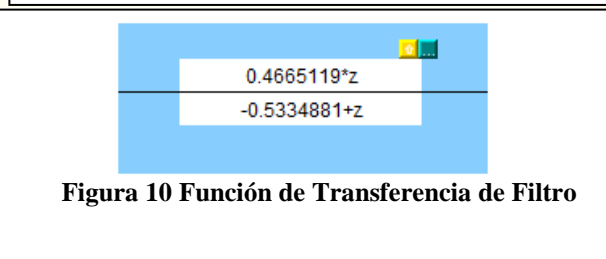 0.4665119*z
-0.5334881+z
Figura 10 Función de Transferencia de Filtro